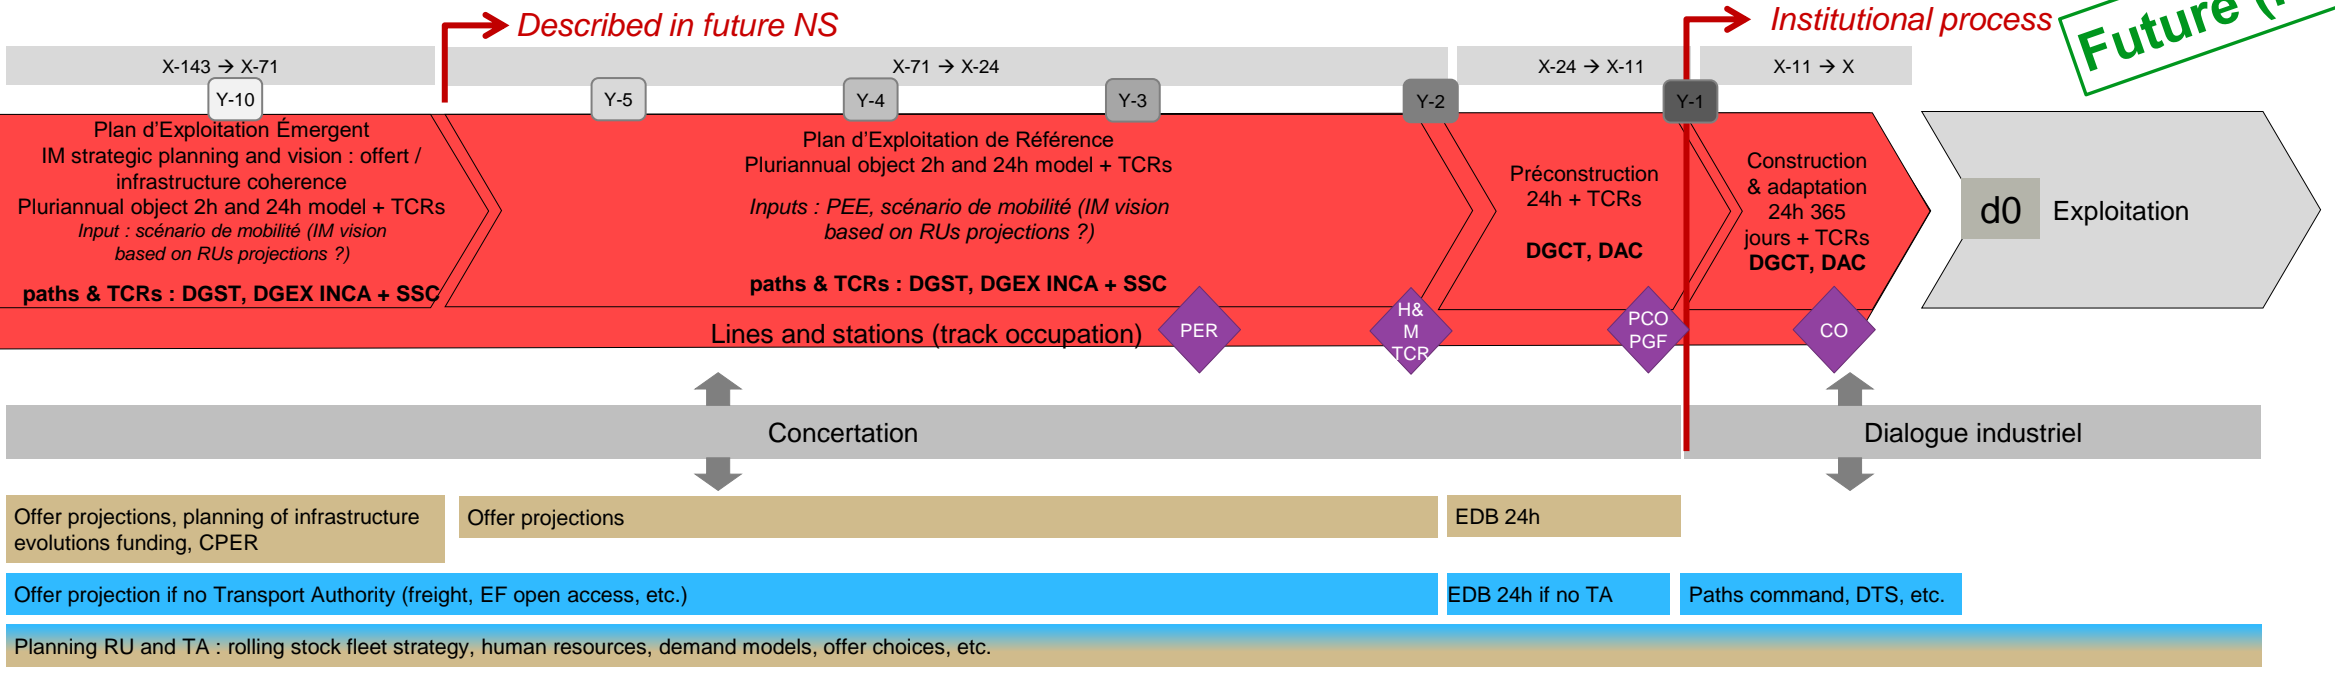 Described in future NS
Institutional process
Future (
X-143 → X-71
X-71 → X-24
X-24 → X-11
X-11 → X
Y-10
Y-5
Y-4
Y-3
Y-2
Y-1
Plan d'Exploitation Émergent
IM strategic planning and vision : offert /
infrastructure coherence
Pluriannual object 2h and 24h model + TCRs
Input : scénario de mobilité (IM vision
based on RUs projections ?)
paths & TCRs : DGST, DGEX INCA + SSC
Plan d'Exploitation de Référence
Pluriannual object 2h and 24h model + TCRs
Inputs : PEE, scénario de mobilité (IM vision
based on RUs projections ?)
paths & TCRs : DGST, DGEX INCA + SSC
Préconstruction
24h + TCRs
DGCT, DAC
Construction
& adaptation
24h 365
jours + TCRs
DGCT, DAC
d0
Exploitation
Lines and stations (track occupation)
PER
H&
M
TCR
PCO
PGF
CO
Concertation
Dialogue industriel
Offer projections, planning of infrastructure
evolutions funding, CPER
Offer projections
EDB 24h
Offer projection if no Transport Authority (freight, EF open access, etc.)
EDB 24h if no TA
Paths command, DTS, etc.
Planning RU and TA : rolling stock fleet strategy, human resources, demand models, offer choices, etc.